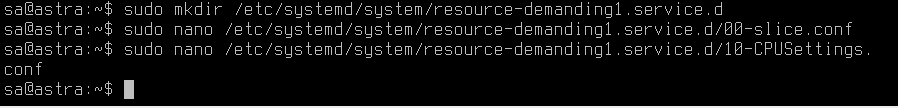 sa@astra:~$ sudo mkdir /etc/systemd/system/resource-demanding1.service.d
sa@astra:~$ sudo nano /etc/systemd/system/resource-demanding1.service.d/00-slice.conf
sa@astra:~$ sudo nano /etc/systemd/system/resource-demanding1.service.d/10-CPUSettings.
conf
sa@astra:~$